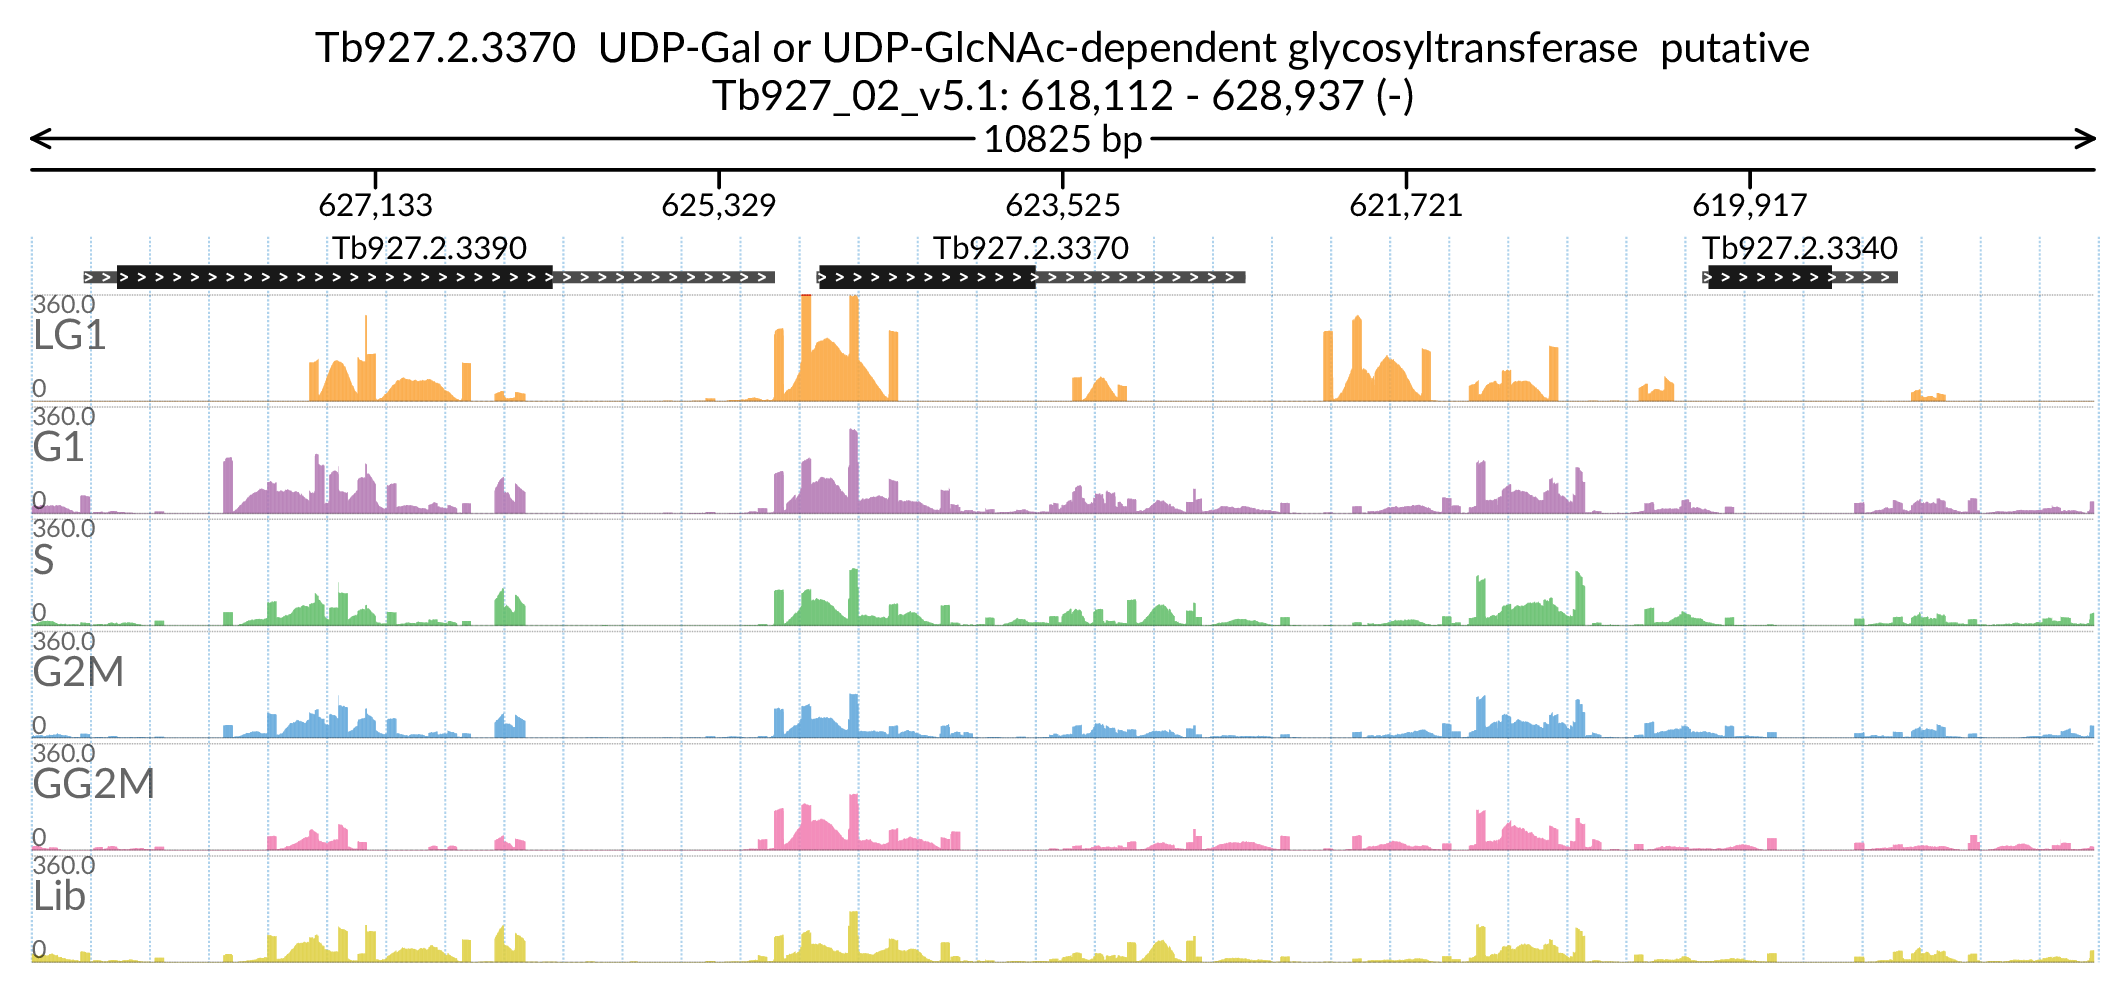 Tb927.2.3370  UDP-Gal or UDP-GlcNAc-dependent glycosyltransferase  putative
Tb927_02_v5.1: 618,112 - 628,937 (-)
10825 bp
627,133 625,329 623,525 621,721 619,917
Tb927.2.3390 Tb927.2.3370 Tb927.2.3340
360.0
LG1
0
360.0
G1
0
360.0
S
0
360.0
G2M
0
360.0
GG2M
0
360.0
Lib
0